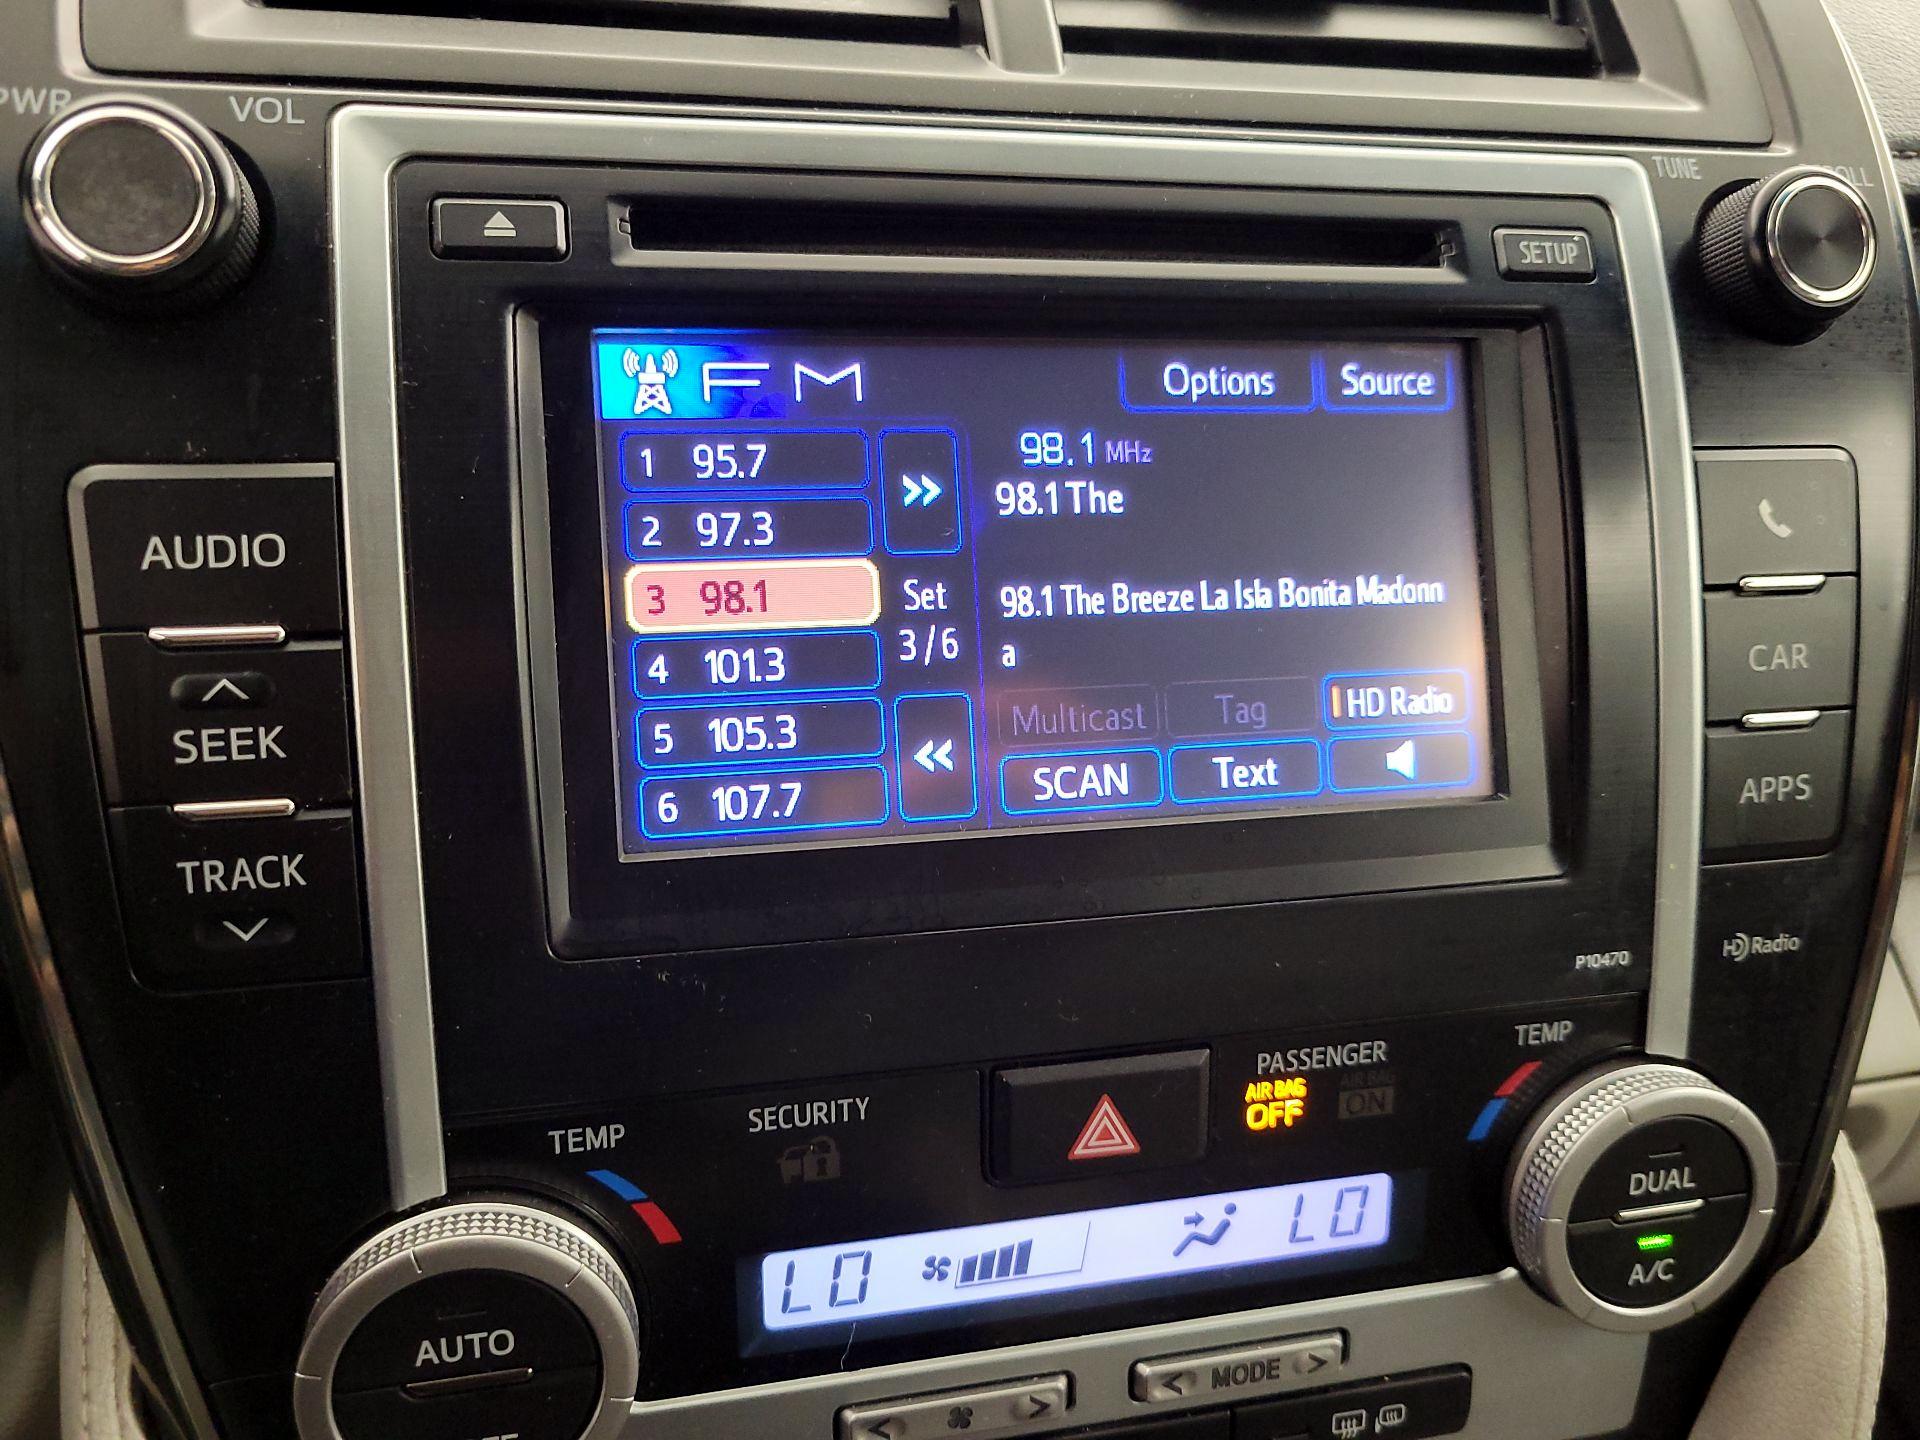 PWR
VOL
TUNE
SETUP
FM
Options
Source
1 95.7
2 97.3
3 98.1
4 101.3
5 105.3
6 107.7
Set
3/6
98.1 MHz
98.1 The
98.1 The Breeze La Isla Bonita Madonn
a
Multicast
Tag
HD Radio
SCAN
Text
AUDIO
SEEK
TRACK
CAR
APPS
HD Radio
P10470
TEMP
SECURITY
PASSENGER
AIR BAG
OFF
AIR BAG
ON
TEMP
LO
LO
DUAL
A/C
AUTO
MODE